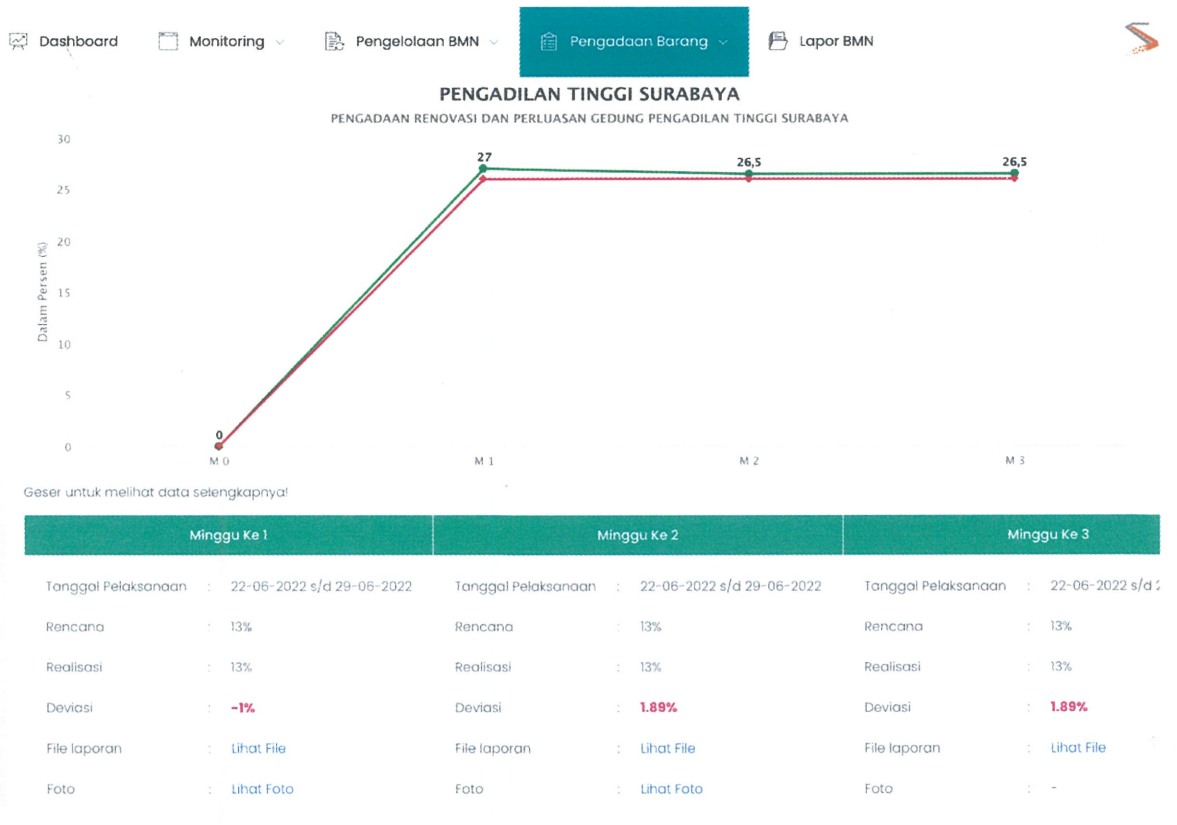 Dashboard Monitoring Pengelolaan BMN Pengadaan Barang Lapor BMN
PENGADILAN TINGGI SURABAYA
PENGADAAN RENOVASI DAN PERLUASAN GEDUNG PENGADILAN TINGGI SURABAYA
30
25
20
15
10
5
0
Dalam Persen (%)
0
27
26,5
26,5
M 0 M 1 M 2 M 3
Geser untuk melihat data selengkapnya!
Minggu Ke 1 Minggu Ke 2 Minggu Ke 3
Tanggal Pelaksanaan : 22-06-2022 s/d 29-06-2022 Tanggal Pelaksanaan : 22-06-2022 s/d 29-06-2022 Tanggal Pelaksanaan : 22-06-2022 s/d
Rencana : 13% Rencana : 13% Rencana : 13%
Realisasi : 13% Realisasi : 13% Realisasi : 13%
Deviasi : -1% Deviasi : 1.89% Deviasi : 1.89%
File laporan : Lihat File File laporan : Lihat File File laporan : Lihat File
Foto : Lihat Foto Foto : Lihat Foto Foto : -